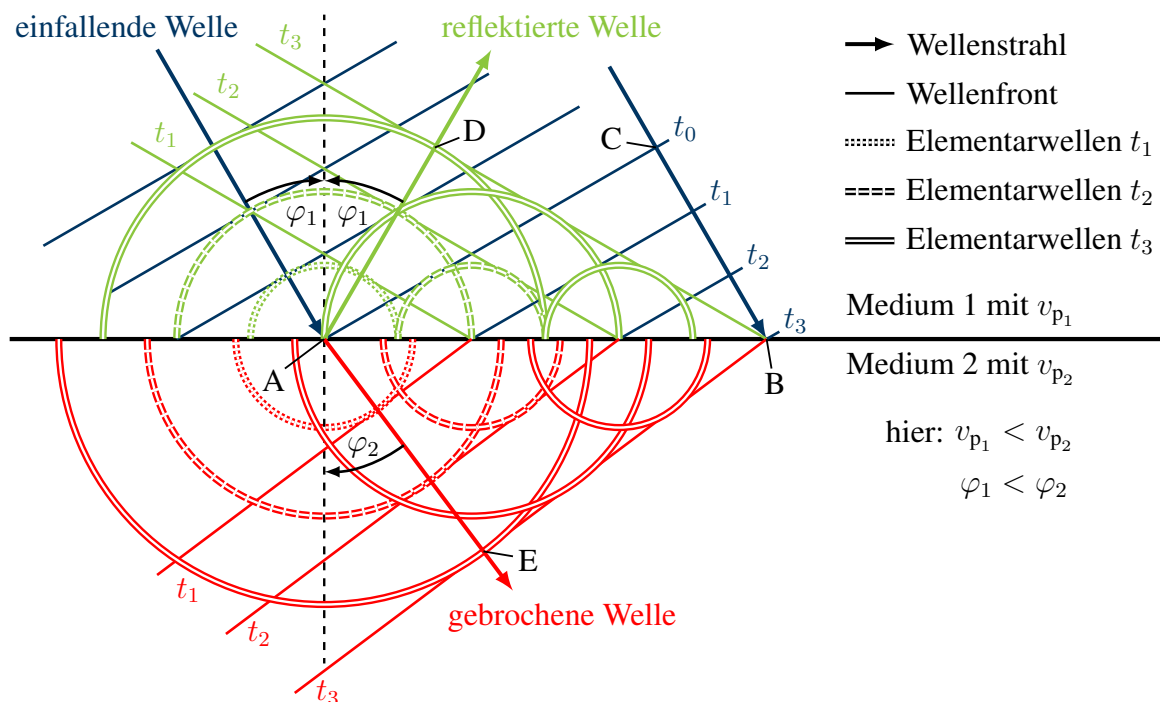 einfallende Welle
t₃
reflektierte Welle
Wellenstrahl
t₂
Wellenfront
t₁
D
C
t₀
Elementarwellen t₁
t₁
Elementarwellen t₂
φ₁ φ₁
Elementarwellen t₃
t₂
Medium 1 mit vₚ₁
t₃
A
B
Medium 2 mit vₚ₂
hier: vₚ₁ < vₚ₂
φ₂
φ₁ < φ₂
E
t₁
gebrochene Welle
t₂
t₃